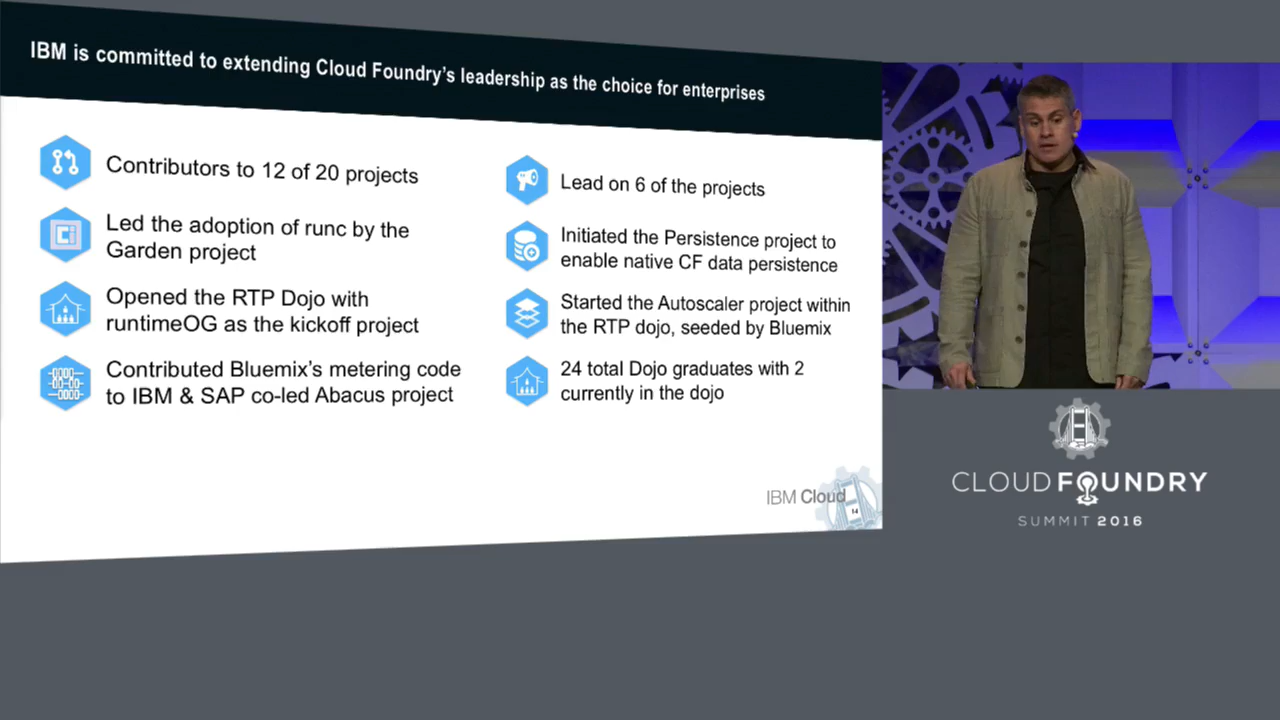 IBM is committed to extending Cloud Foundry's leadership as the choice for enterprises
Contributors to 12 of 20 projects
Led the adoption of runc by the
Garden project
Opened the RTP Dojo with
runtimeOG as the kickoff project
Contributed Bluemix's metering code
to IBM & SAP co-led Abacus project
Lead on 6 of the projects
Initiated the Persistence project to
enable native CF data persistence
Started the Autoscaler project within
the RTP dojo, seeded by Bluemix
24 total Dojo graduates with 2
currently in the dojo
IBM Cloud
14
CLOUD FOUNDRY
SUMMIT 2016